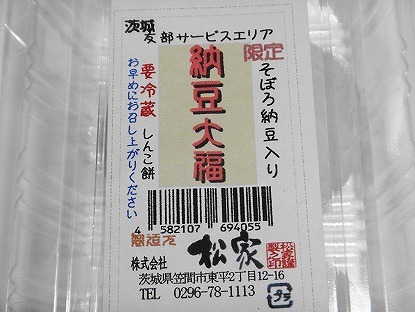 茨城
友部サービスエリア
限定
そぼろ納豆入り
納豆大福
しんこ餅
要冷蔵
お早めにお召し上がりください
4 582107 694055
製造元
株式会社
松家
茨城県笠間市東平2丁目12-16
TEL 0296-78-1113
プラ